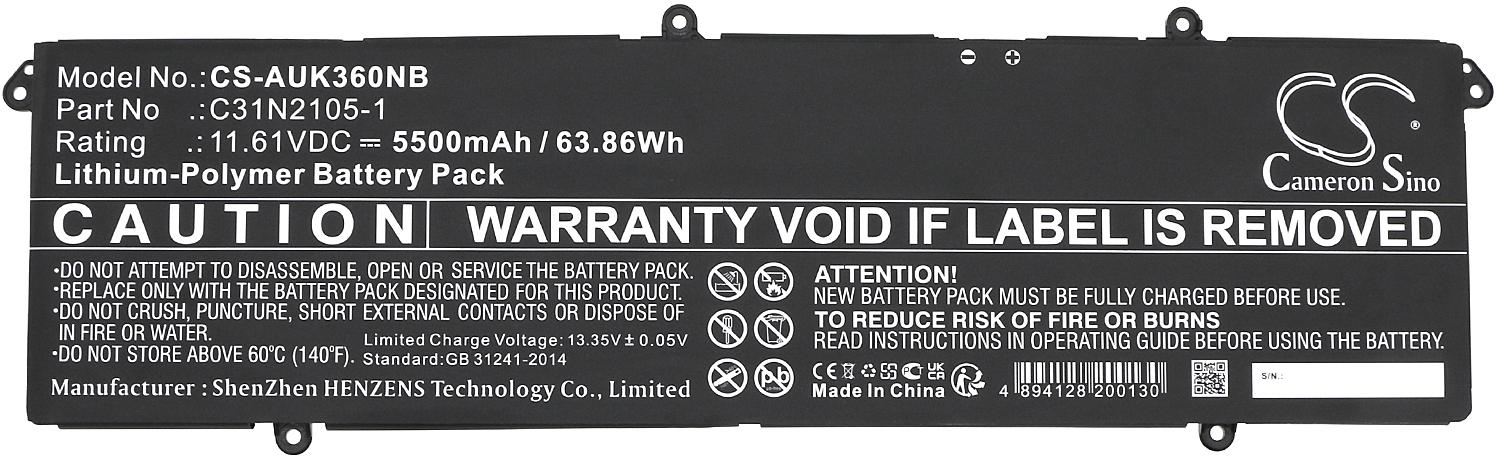 Model No.:CS-AUK360NB
Part No .:C31N2105-1
Rating .:11.61VDC ⎓ 5500mAh / 63.86Wh
Lithium-Polymer Battery Pack
CS ®
Cameron Sino
CAUTION WARRANTY VOID IF LABEL IS REMOVED
•DO NOT ATTEMPT TO DISASSEMBLE, OPEN OR SERVICE THE BATTERY PACK.
•REPLACE ONLY WITH THE BATTERY PACK DESIGNATED FOR THIS PRODUCT.
•DO NOT CRUSH, PUNCTURE, SHORT EXTERNAL CONTACTS OR DISPOSE OF
IN FIRE OR WATER.
•DO NOT STORE ABOVE 60℃ (140℉).
Limited Charge Voltage: 13.35V ± 0.05V
Standard:GB 31241-2014
Manufacturer : ShenZhen HENZENS Technology Co., Limited
Pb
ATTENTION!
NEW BATTERY PACK MUST BE FULLY CHARGED BEFORE USE.
TO REDUCE RISK OF FIRE OR BURNS
READ INSTRUCTIONS IN OPERATING GUIDE BEFORE USING THE BATTERY.
CE UK CA
Made In China
4 894128 200130
S/N.: